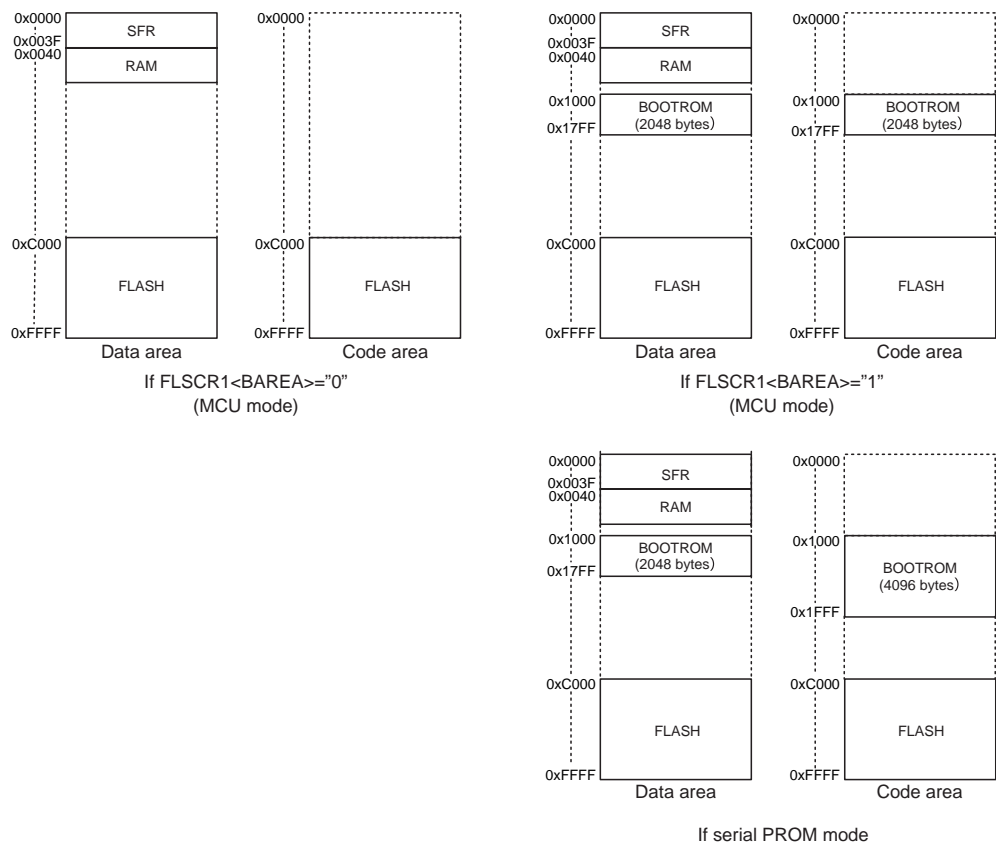 0x0000
SFR
0x003F
0x0040
RAM
0xC000
FLASH
0xFFFF
Data area
0x0000
0xC000
FLASH
0xFFFF
Code area
If FLSCR1<BAREA>="0"
(MCU mode)
0x0000
SFR
0x003F
0x0040
RAM
0x1000
BOOTROM
(2048 bytes)
0x17FF
0xC000
FLASH
0xFFFF
Data area
0x0000
0x1000
BOOTROM
(2048 bytes)
0x17FF
0xC000
FLASH
0xFFFF
Code area
If FLSCR1<BAREA>="1"
(MCU mode)
0x0000
SFR
0x003F
0x0040
RAM
0x1000
BOOTROM
(2048 bytes)
0x17FF
0xC000
FLASH
0xFFFF
Data area
0x0000
0x1000
BOOTROM
(4096 bytes)
0x1FFF
0xC000
FLASH
0xFFFF
Code area
If serial PROM mode